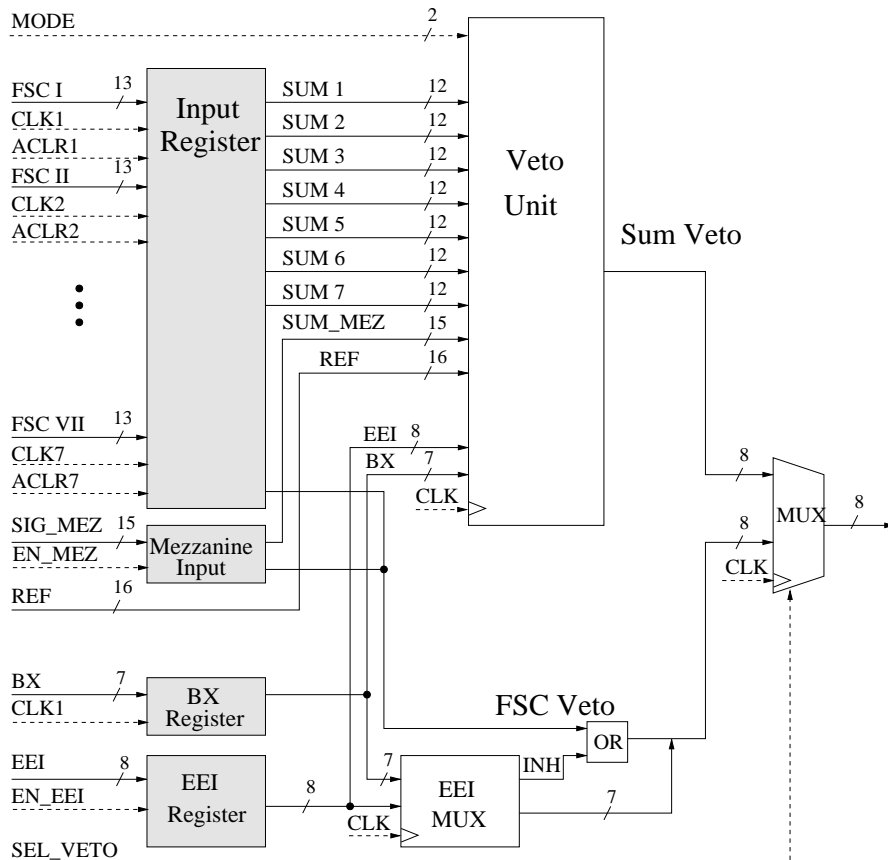 MODE
2
FSC I
13
CLK1
ACLR1
FSC II
13
CLK2
ACLR2
FSC VII
13
CLK7
ACLR7
Input
Register
SUM 1
12
SUM 2
12
SUM 3
12
SUM 4
12
SUM 5
12
SUM 6
12
SUM 7
12
SUM_MEZ
15
REF
16
EEI
8
BX
7
CLK
Veto
Unit
Sum Veto
SIG_MEZ
15
EN_MEZ
Mezzanine
Input
REF
16
8
8
MUX
8
CLK
BX
7
CLK1
BX
Register
FSC Veto
OR
INH
EEI
8
EN_EEI
EEI
Register
8
7
CLK
EEI
MUX
7
SEL_VETO